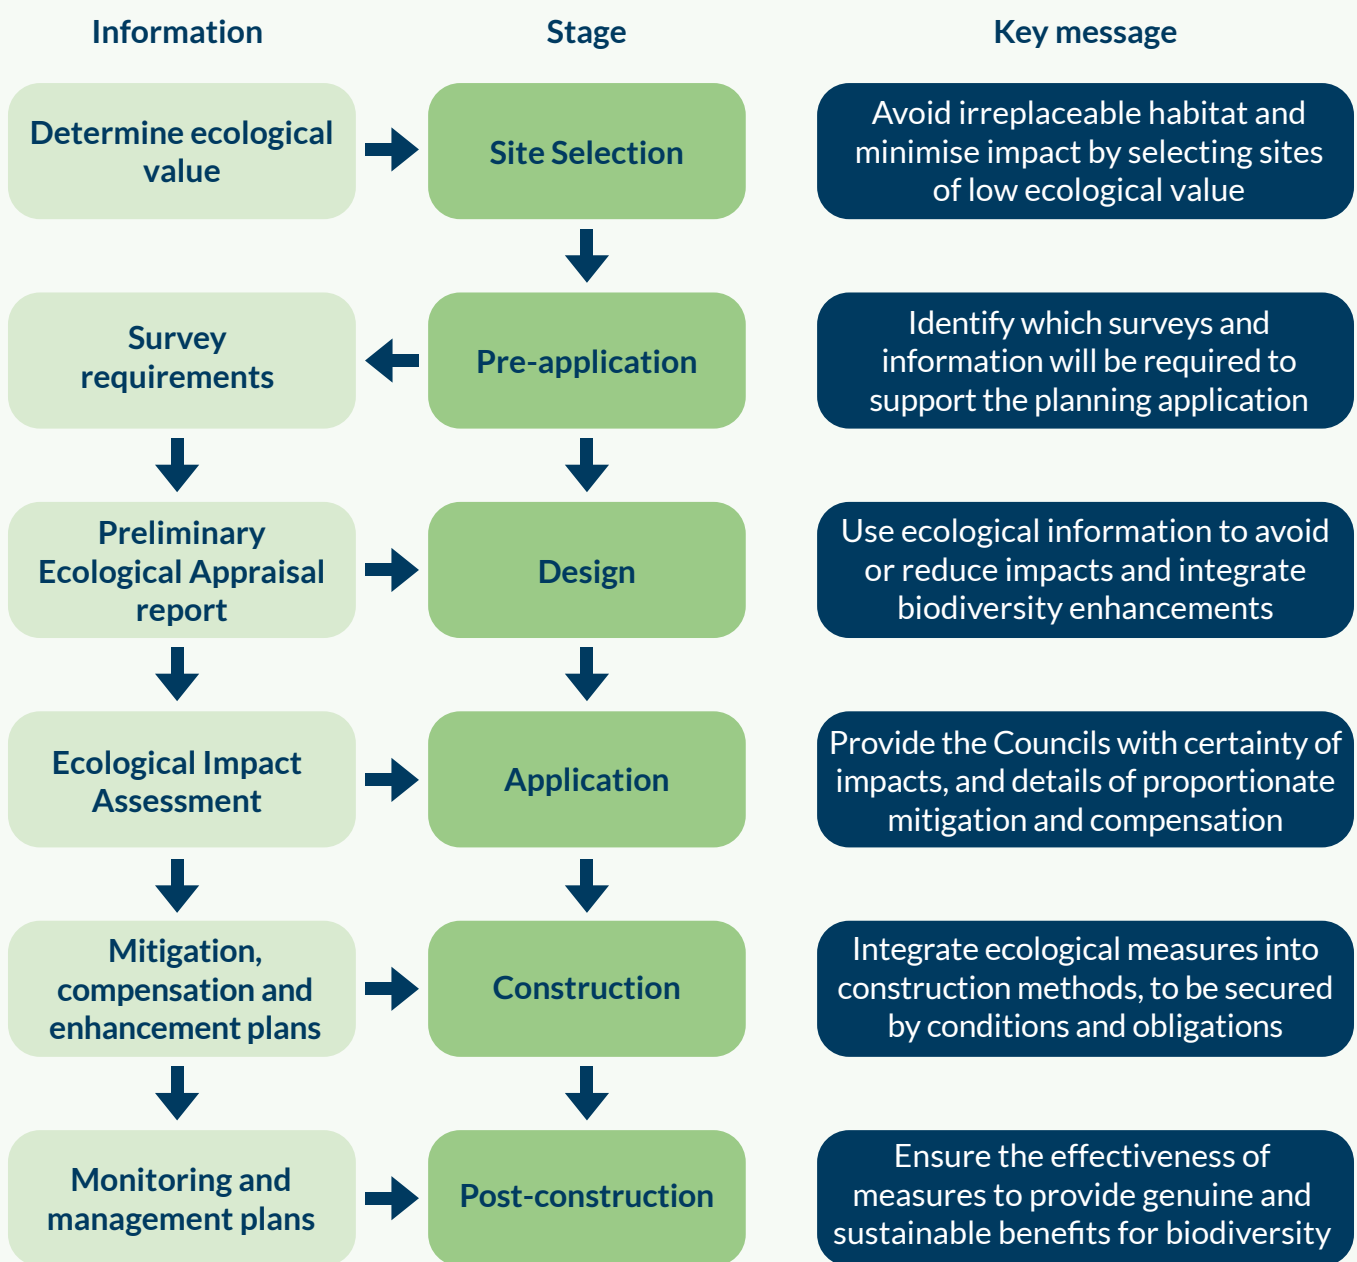 Information
Stage
Key message
Determine ecological
value
Site Selection
Avoid irreplaceable habitat and
minimise impact by selecting sites
of low ecological value
Survey
requirements
Pre-application
Identify which surveys and
information will be required to
support the planning application
Preliminary
Ecological Appraisal
report
Design
Use ecological information to avoid
or reduce impacts and integrate
biodiversity enhancements
Ecological Impact
Assessment
Application
Provide the Councils with certainty of
impacts, and details of proportionate
mitigation and compensation
Mitigation,
compensation and
enhancement plans
Construction
Integrate ecological measures into
construction methods, to be secured
by conditions and obligations
Monitoring and
management plans
Post-construction
Ensure the effectiveness of
measures to provide genuine and
sustainable benefits for biodiversity